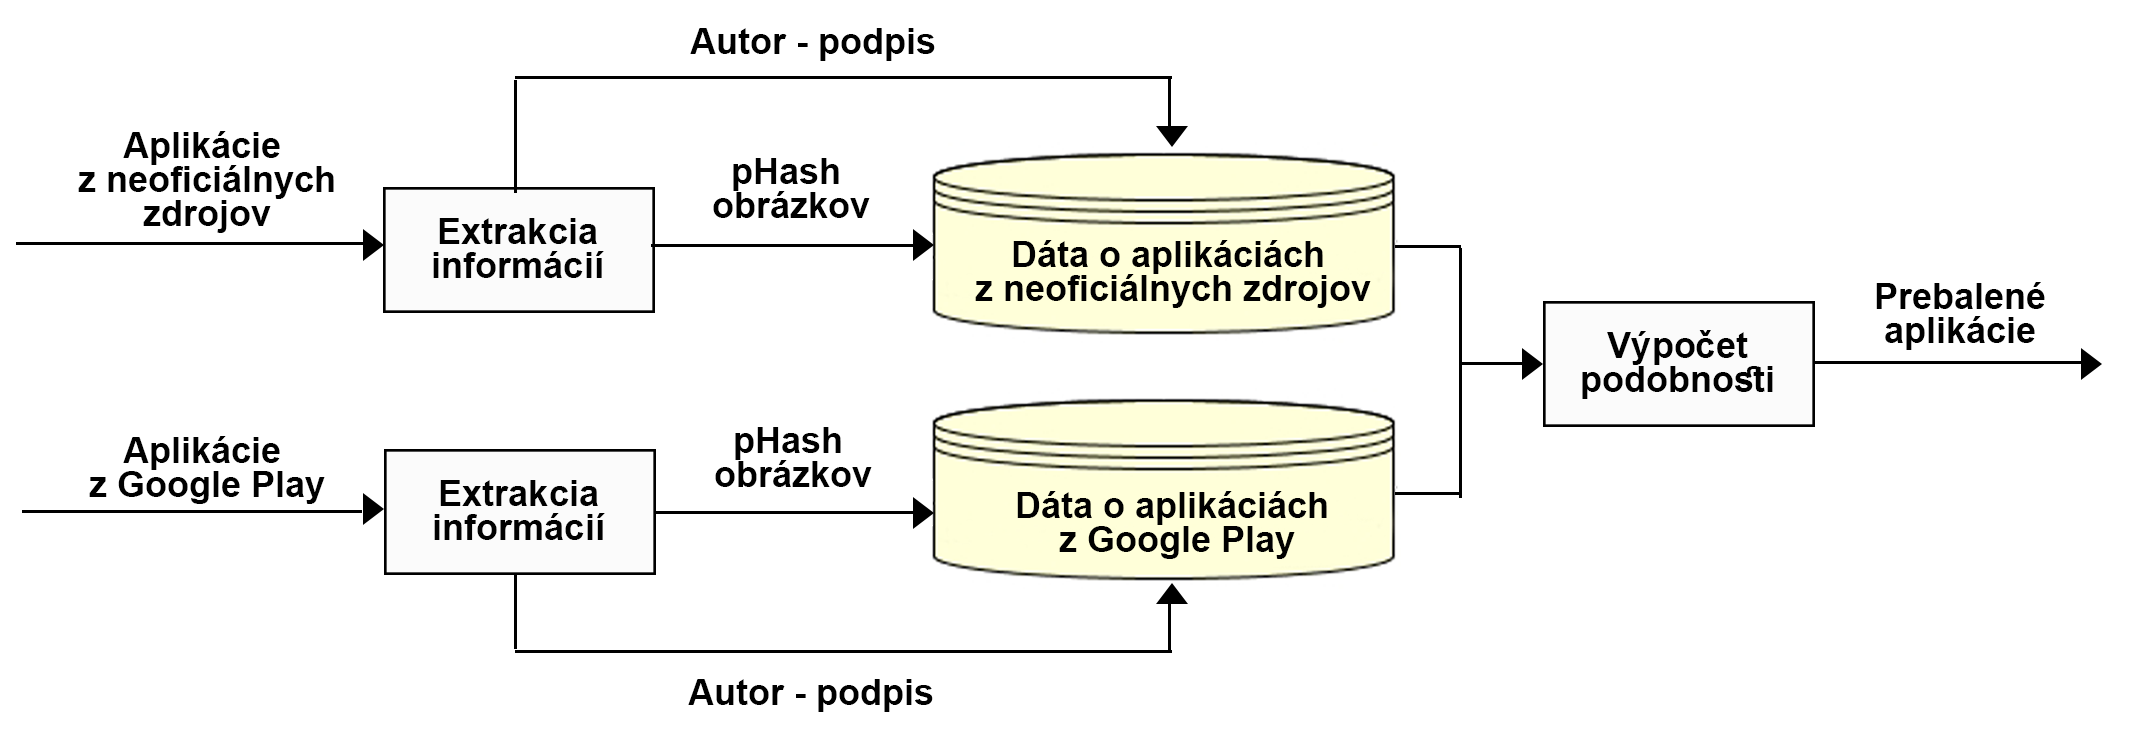 Autor - podpis
Aplikácie
z neoficiálnych
zdrojov
Extrakcia
informácií
pHash
obrázkov
Dáta o aplikáciách
z neoficiálnych zdrojov
Aplikácie
z Google Play
Extrakcia
informácií
pHash
obrázkov
Dáta o aplikáciách
z Google Play
Autor - podpis
Výpočet
podobnosti
Prebalené
aplikácie